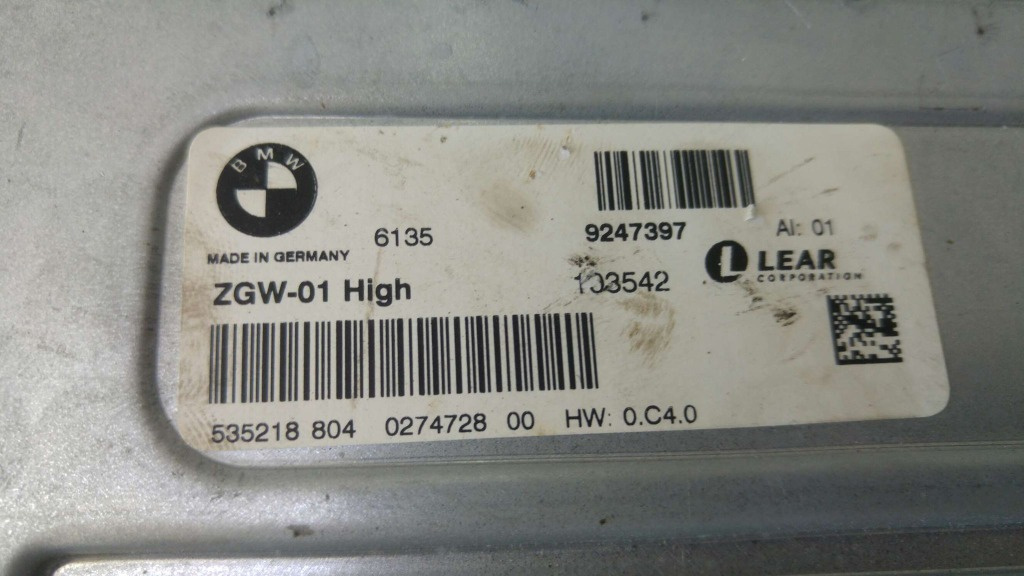 BMW
6135 9247397 AI: 01
MADE IN GERMANY
LEAR
CORPORATION
ZGW-01 High 103542
535218 804 0274728 00 HW: 0.C4.0